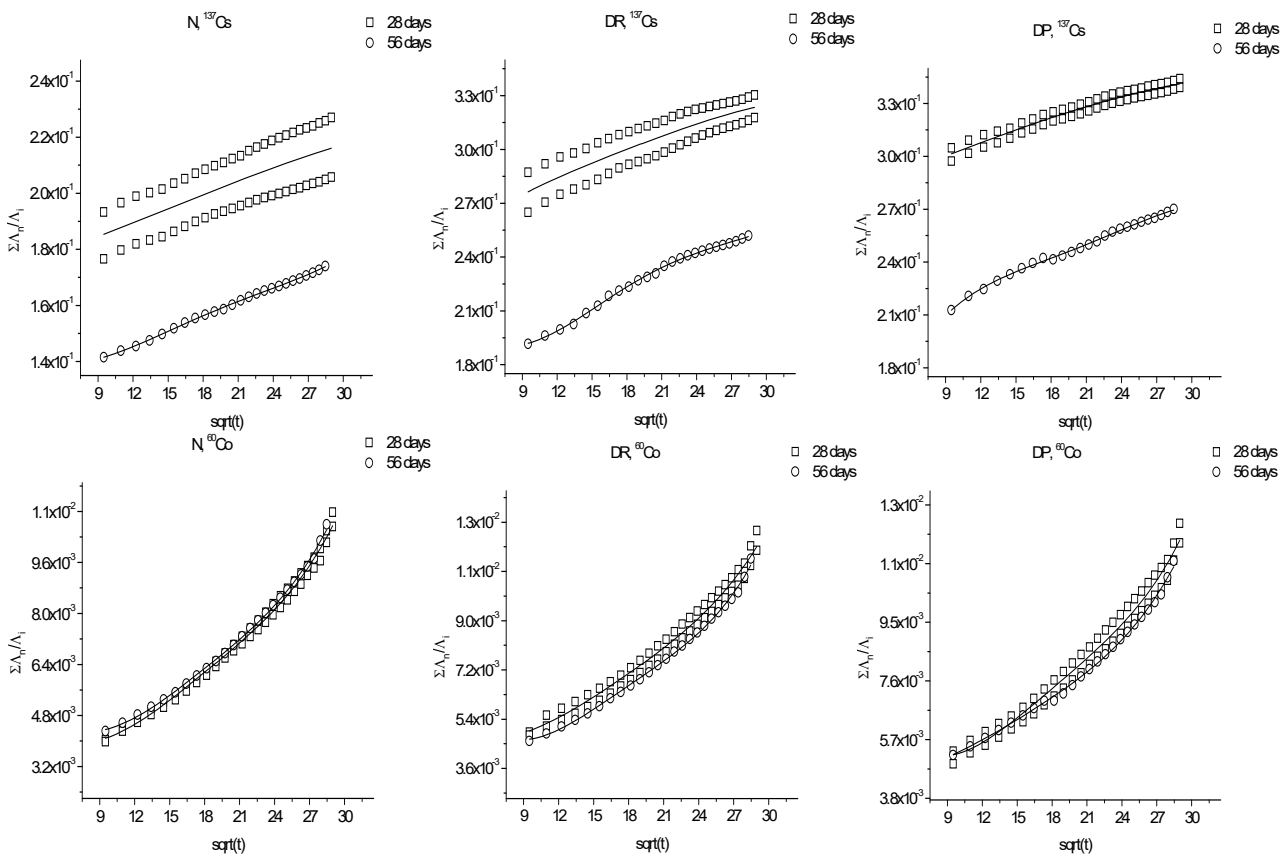 N, ¹³⁷Cs
28 days
56 days
2.4x10⁻¹
2.2x10⁻¹
2.0x10⁻¹
1.8x10⁻¹
1.6x10⁻¹
1.4x10⁻¹
ΣΛₙ/Λᵢ
9 12 15 18 21 24 27 30
sqrt(t)
DR, ¹³⁷Cs
28 days
56 days
3.3x10⁻¹
3.0x10⁻¹
2.7x10⁻¹
2.4x10⁻¹
2.1x10⁻¹
1.8x10⁻¹
ΣΛₙ/Λᵢ
9 12 15 18 21 24 27 30
sqrt(t)
DP, ¹³⁷Cs
28 days
56 days
3.3x10⁻¹
3.0x10⁻¹
2.7x10⁻¹
2.4x10⁻¹
2.1x10⁻¹
1.8x10⁻¹
ΣΛₙ/Λᵢ
9 12 15 18 21 24 27 30
sqrt(t)
N, ⁶⁰Co
28 days
56 days
1.1x10⁻²
9.6x10⁻³
8.0x10⁻³
6.4x10⁻³
4.8x10⁻³
3.2x10⁻³
ΣΛₙ/Λᵢ
9 12 15 18 21 24 27 30
sqrt(t)
DR, ⁶⁰Co
28 days
56 days
1.3x10⁻²
1.1x10⁻²
9.0x10⁻³
7.2x10⁻³
5.4x10⁻³
3.6x10⁻³
ΣΛₙ/Λᵢ
9 12 15 18 21 24 27 30
sqrt(t)
DP, ⁶⁰Co
28 days
56 days
1.3x10⁻²
1.1x10⁻²
9.5x10⁻³
7.6x10⁻³
5.7x10⁻³
3.8x10⁻³
ΣΛₙ/Λᵢ
9 12 15 18 21 24 27 30
sqrt(t)